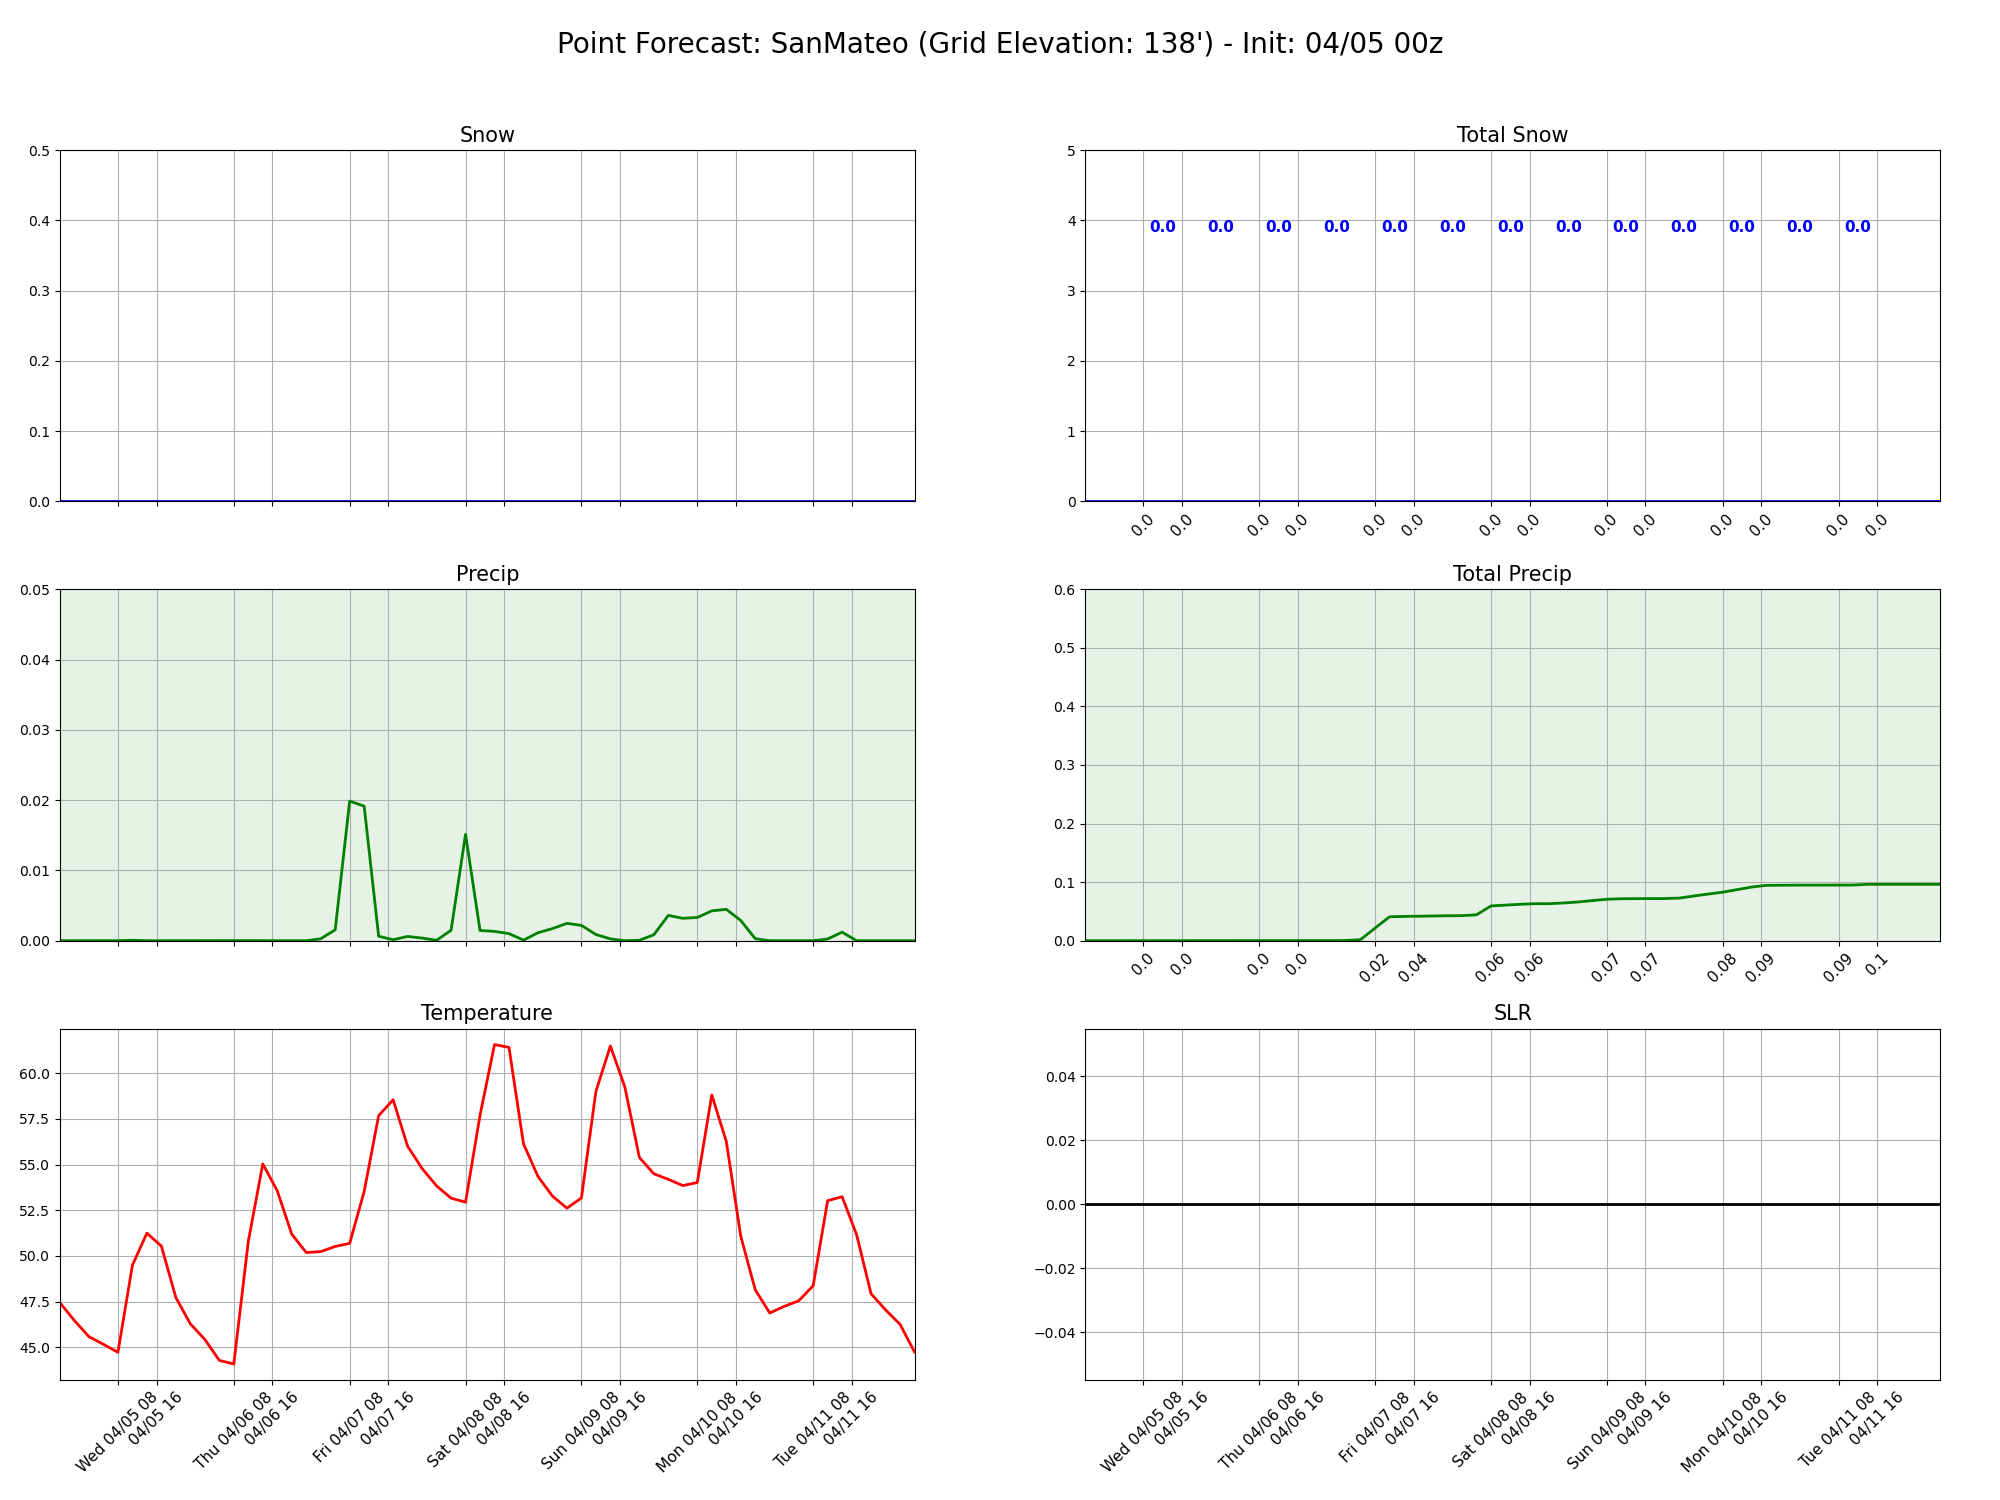 Point Forecast: SanMateo (Grid Elevation: 138') - Init: 04/05 00z
Snow
0.5
0.4
0.3
0.2
0.1
0.0
Total Snow
5
4
3
2
1
0
0.0 0.0 0.0 0.0 0.0 0.0 0.0 0.0 0.0 0.0 0.0 0.0 0.0
0.0 0.0 0.0 0.0 0.0 0.0 0.0 0.0 0.0 0.0 0.0 0.0 0.0 0.0
Precip
0.05
0.04
0.03
0.02
0.01
0.00
Total Precip
0.6
0.5
0.4
0.3
0.2
0.1
0.0
0.0 0.0 0.0 0.0 0.02 0.04 0.06 0.06 0.07 0.07 0.08 0.09 0.09 0.1
Temperature
60.0
57.5
55.0
52.5
50.0
47.5
45.0
Wed 04/05 08
04/05 16
Thu 04/06 08
04/06 16
Fri 04/07 08
04/07 16
Sat 04/08 08
04/08 16
Sun 04/09 08
04/09 16
Mon 04/10 08
04/10 16
Tue 04/11 08
04/11 16
SLR
0.04
0.02
0.00
−0.02
−0.04
Wed 04/05 08
04/05 16
Thu 04/06 08
04/06 16
Fri 04/07 08
04/07 16
Sat 04/08 08
04/08 16
Sun 04/09 08
04/09 16
Mon 04/10 08
04/10 16
Tue 04/11 08
04/11 16